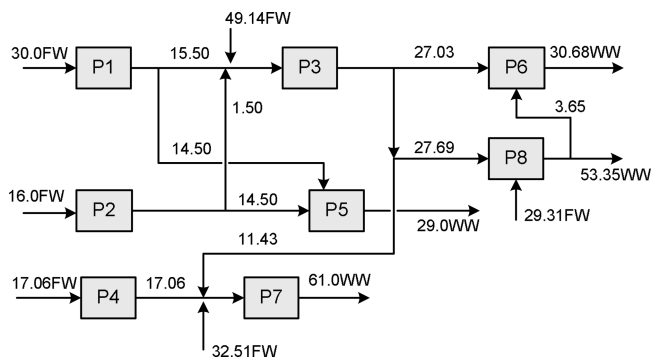 49.14FW
30.0FW P1 15.50 P3 27.03 P6 30.68WW
1.50 3.65
14.50 27.69 P8
53.35WW
16.0FW P2 14.50 P5 29.0WW 29.31FW
11.43
17.06FW P4 17.06 P7 61.0WW
32.51FW